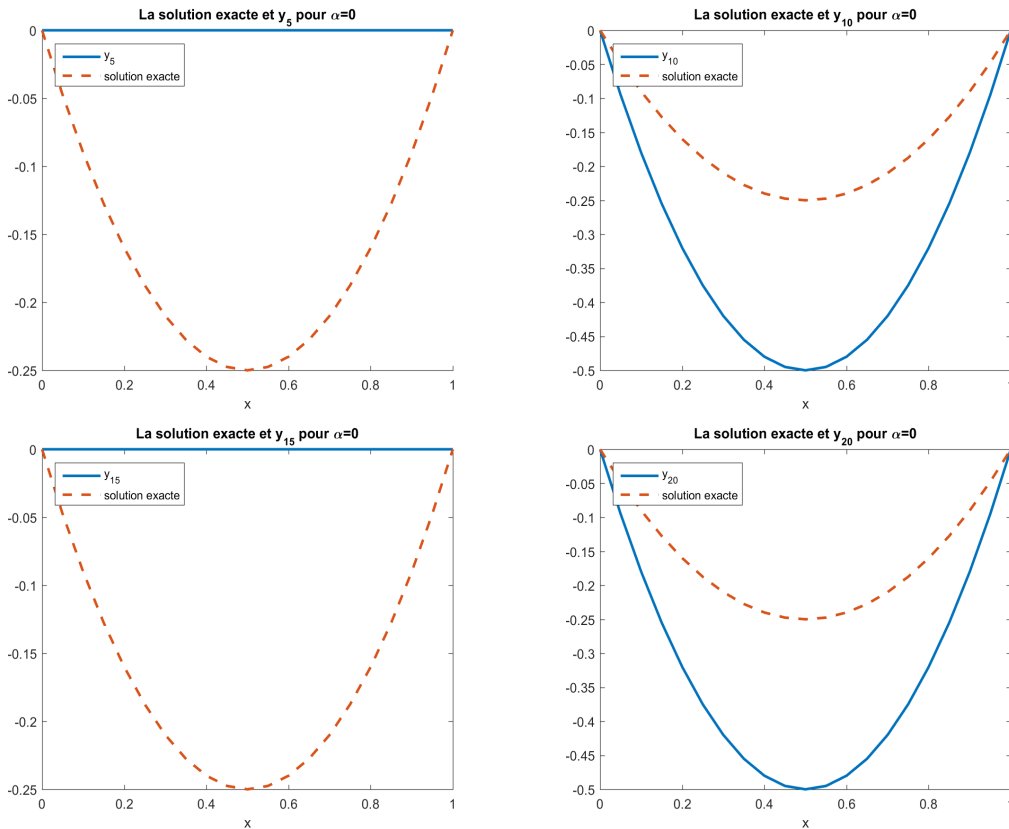 La solution exacte et y5 pour α=0
0
-0.05
-0.1
-0.15
-0.2
-0.25
y5
solution exacte
0 0.2 0.4 0.6 0.8 1
x
La solution exacte et y10 pour α=0
0
-0.05
-0.1
-0.15
-0.2
-0.25
-0.3
-0.35
-0.4
-0.45
-0.5
y10
solution exacte
0 0.2 0.4 0.6 0.8 1
x
La solution exacte et y15 pour α=0
0
-0.05
-0.1
-0.15
-0.2
-0.25
y15
solution exacte
0 0.2 0.4 0.6 0.8 1
x
La solution exacte et y20 pour α=0
0
-0.05
-0.1
-0.15
-0.2
-0.25
-0.3
-0.35
-0.4
-0.45
-0.5
y20
solution exacte
0 0.2 0.4 0.6 0.8 1
x